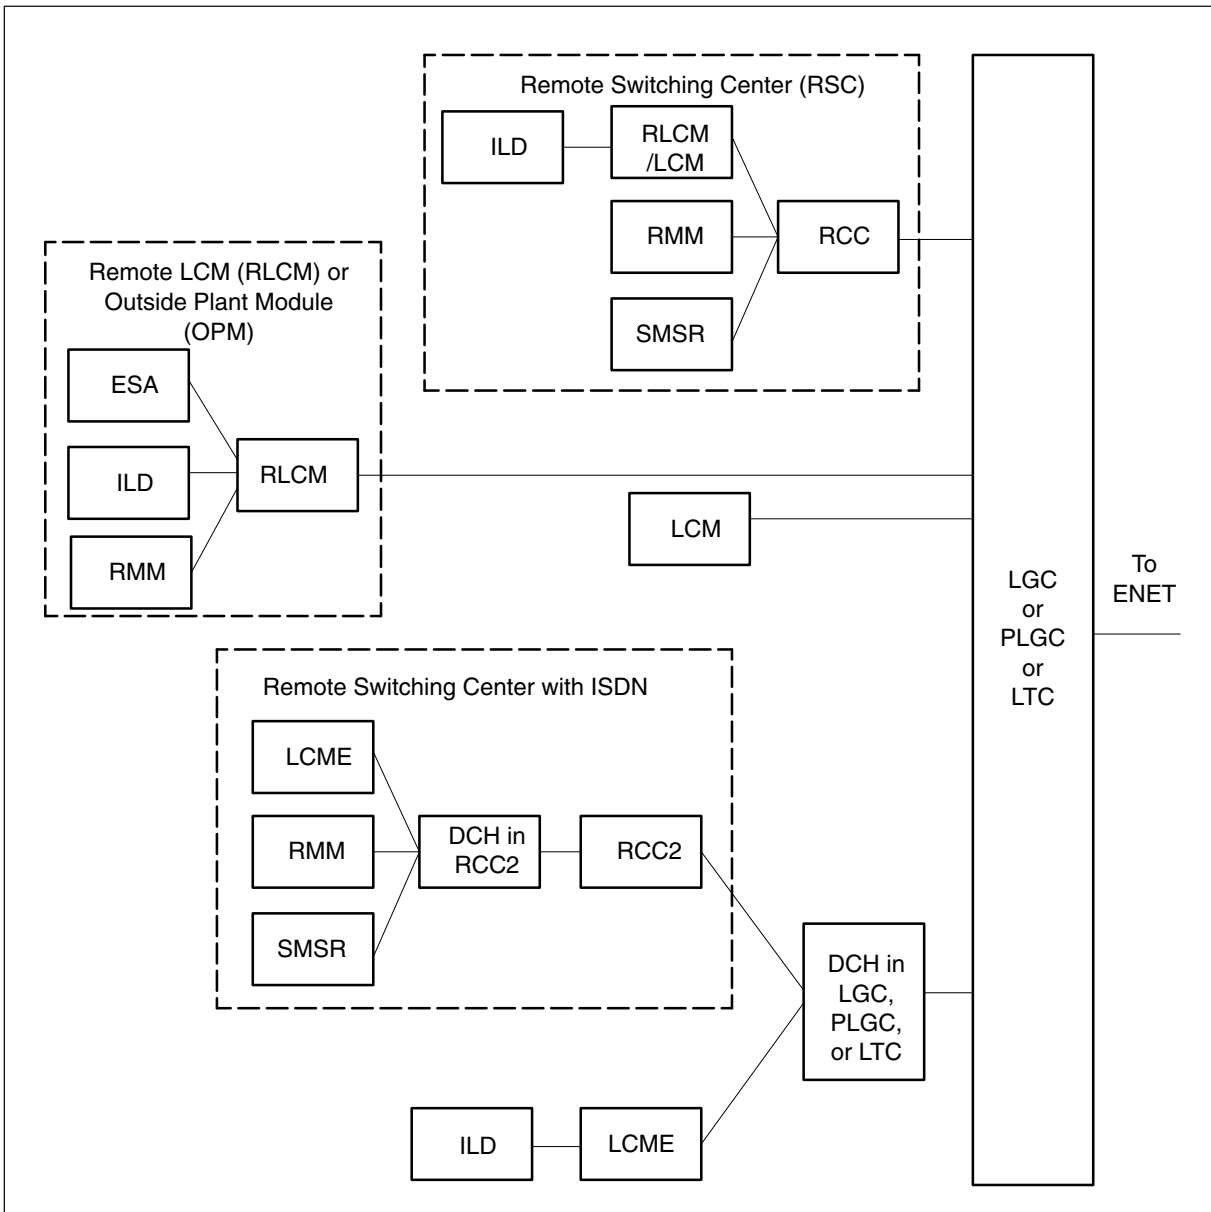 Remote Switching Center (RSC)
ILD
RLCM
/LCM
RMM
RCC
SMSR
Remote LCM (RLCM) or
Outside Plant Module
(OPM)
ESA
ILD
RLCM
RMM
LCM
LGC
or
PLGC
or
LTC
To
ENET
Remote Switching Center with ISDN
LCME
RMM
DCH in
RCC2
RCC2
SMSR
DCH in
LGC,
PLGC,
or LTC
ILD
LCME